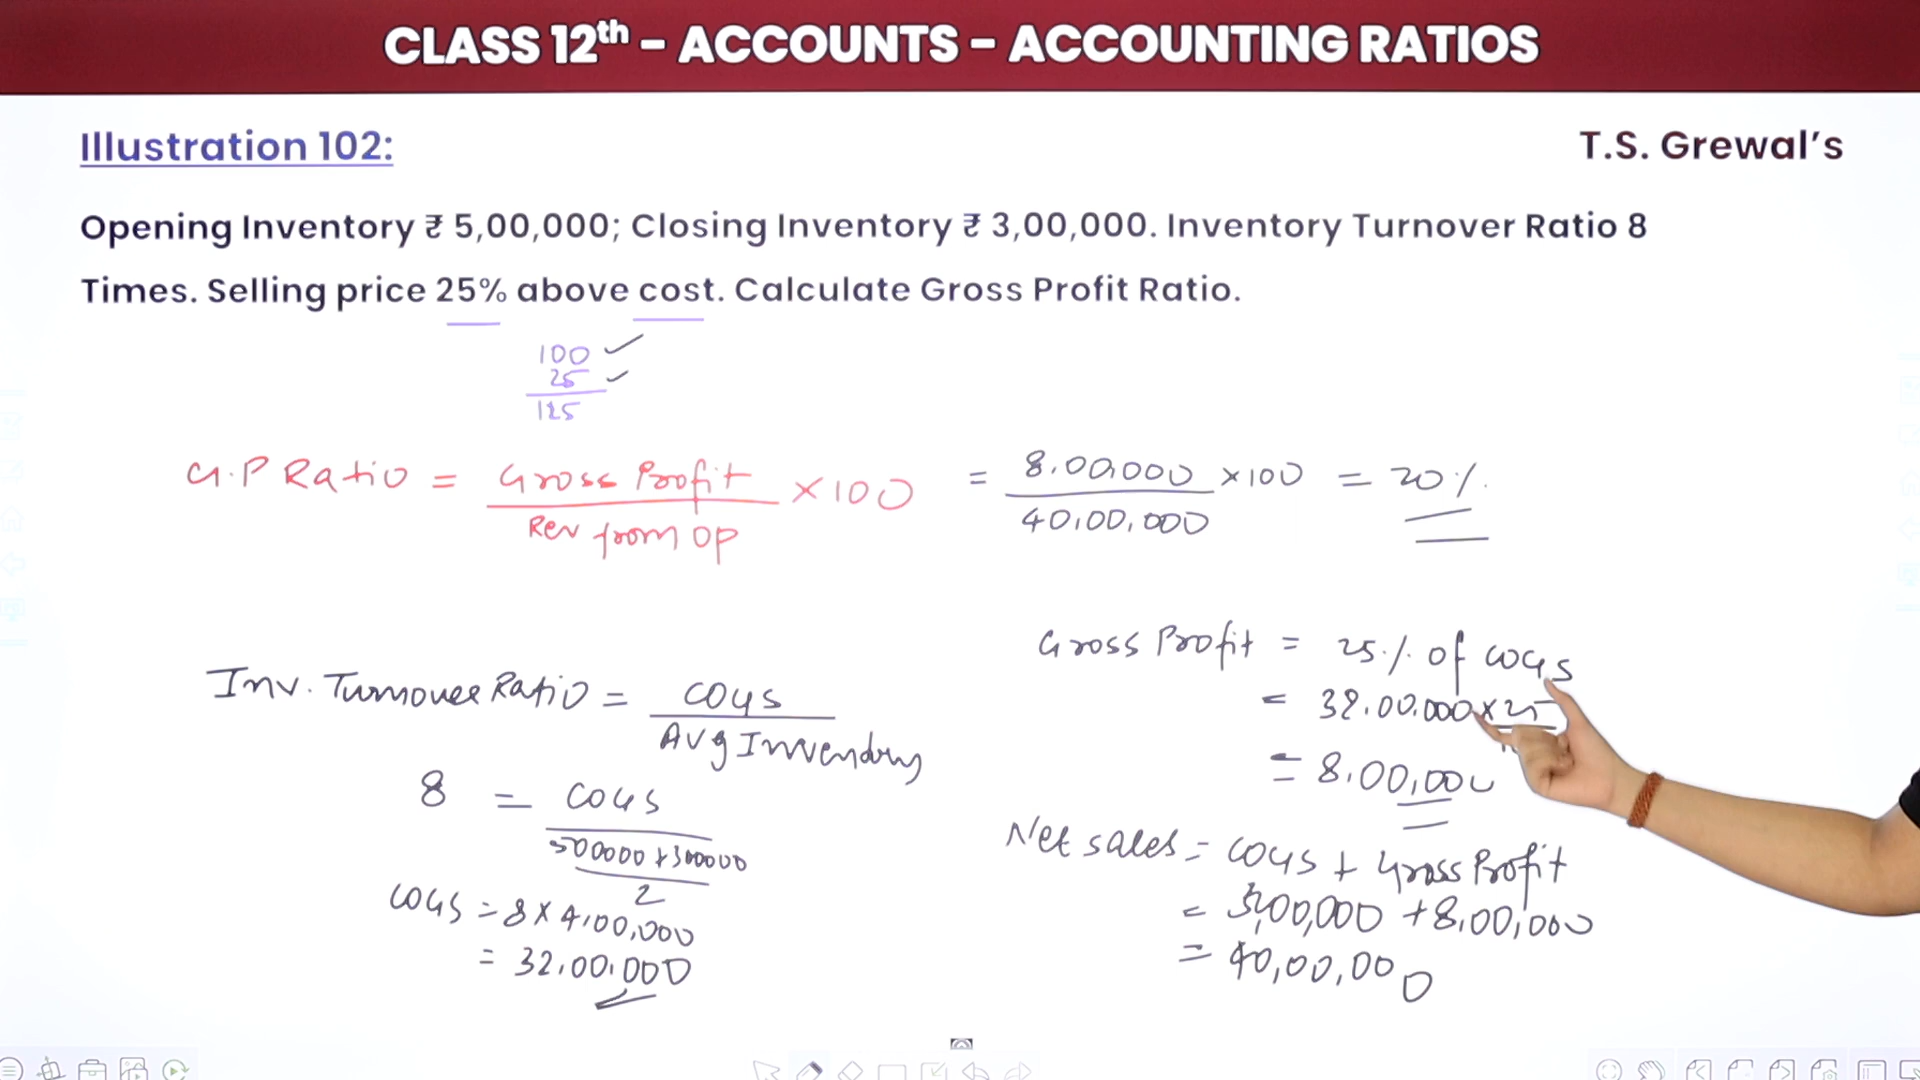 CLASS 12th – ACCOUNTS – ACCOUNTING RATIOS
Illustration 102:
T.S. Grewal's
Opening Inventory ₹ 5,00,000; Closing Inventory ₹ 3,00,000. Inventory Turnover Ratio 8
Times. Selling price 25% above cost. Calculate Gross Profit Ratio.
100 ✓
25 ✓
125
G.P Ratio = Gross Profit / Rev from OP × 100 = 8,00,000 / 40,00,000 × 100 = 20%
Inv. Turnover Ratio = COGS / Avg Inventory
8 = COGS / 500000 + 300000 / 2
COGS = 8 × 4,00,000
= 32,00,000
Gross Profit = 25% of COGS
= 32,00,000 × 25
= 8,00,000
Net sales = COGS + Gross Profit
= 32,00,000 + 8,00,000
= 40,00,000